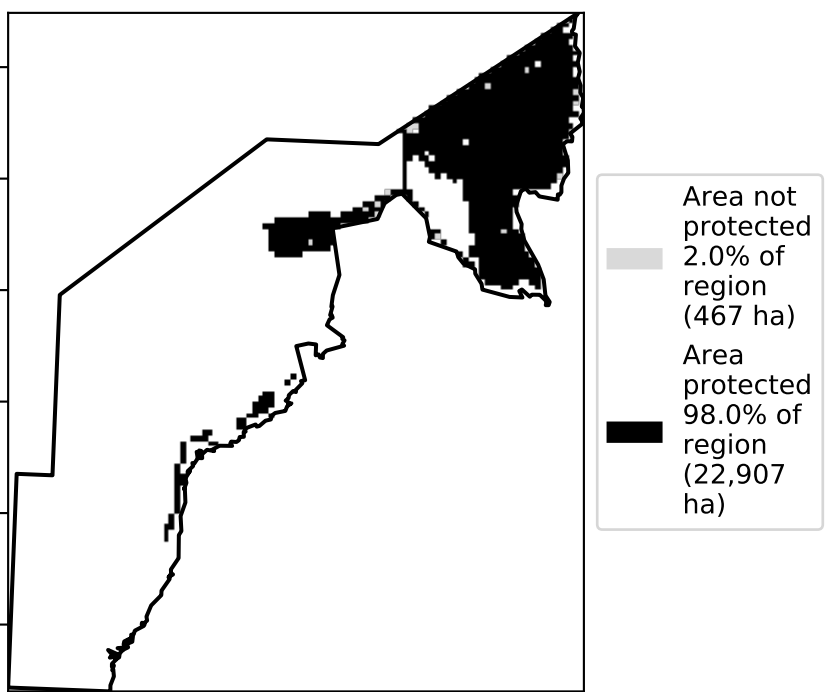 Area not
protected
2.0% of
region
(467 ha)
Area
protected
98.0% of
region
(22,907
ha)